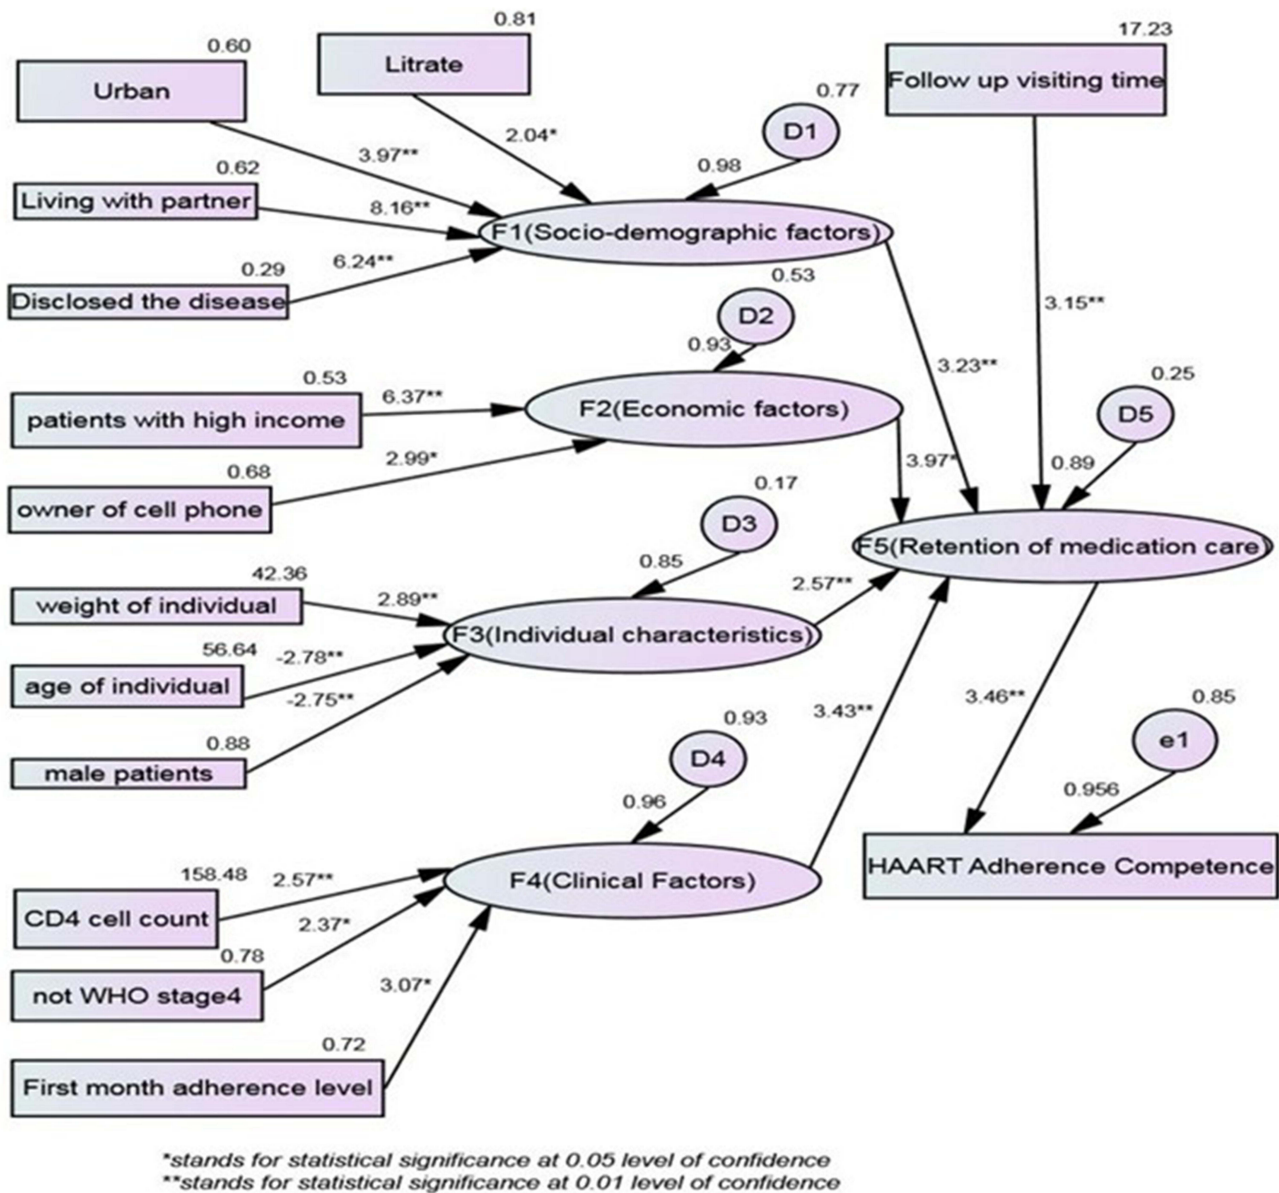 0.60
Urban
0.81
Litrate
17.23
Follow up visiting time
0.77
D1
0.98
2.04*
3.97**
0.62
Living with partner
8.16**
F1(Socio-demographic factors)
0.29
Disclosed the disease
6.24**
0.53
D2
0.93
3.15**
3.23**
0.53
patients with high income
6.37**
F2(Economic factors)
0.25
D5
0.89
3.97*
0.68
owner of cell phone
2.99*
0.17
D3
0.85
F5(Retention of medication care)
2.57**
42.36
weight of individual
2.89**
F3(Individual characteristics)
56.64
age of individual
-2.78**
-2.75**
0.88
male patients
3.43**
3.46**
0.93
D4
0.96
0.85
e1
0.956
HAART Adherence Competence
158.48
CD4 cell count
2.57**
F4(Clinical Factors)
2.37*
0.78
not WHO stage4
3.07*
0.72
First month adherence level
*stands for statistical significance at 0.05 level of confidence
**stands for statistical significance at 0.01 level of confidence